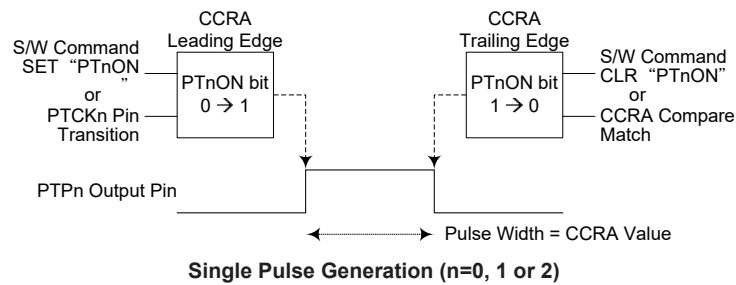 CCRA
Leading Edge
S/W Command
SET “PTnON
”
or
PTCKn Pin
Transition
PTnON bit
0 → 1
CCRA
Trailing Edge
PTnON bit
1 → 0
S/W Command
CLR “PTnON”
or
CCRA Compare
Match
PTPn Output Pin
Pulse Width = CCRA Value
Single Pulse Generation (n=0, 1 or 2)